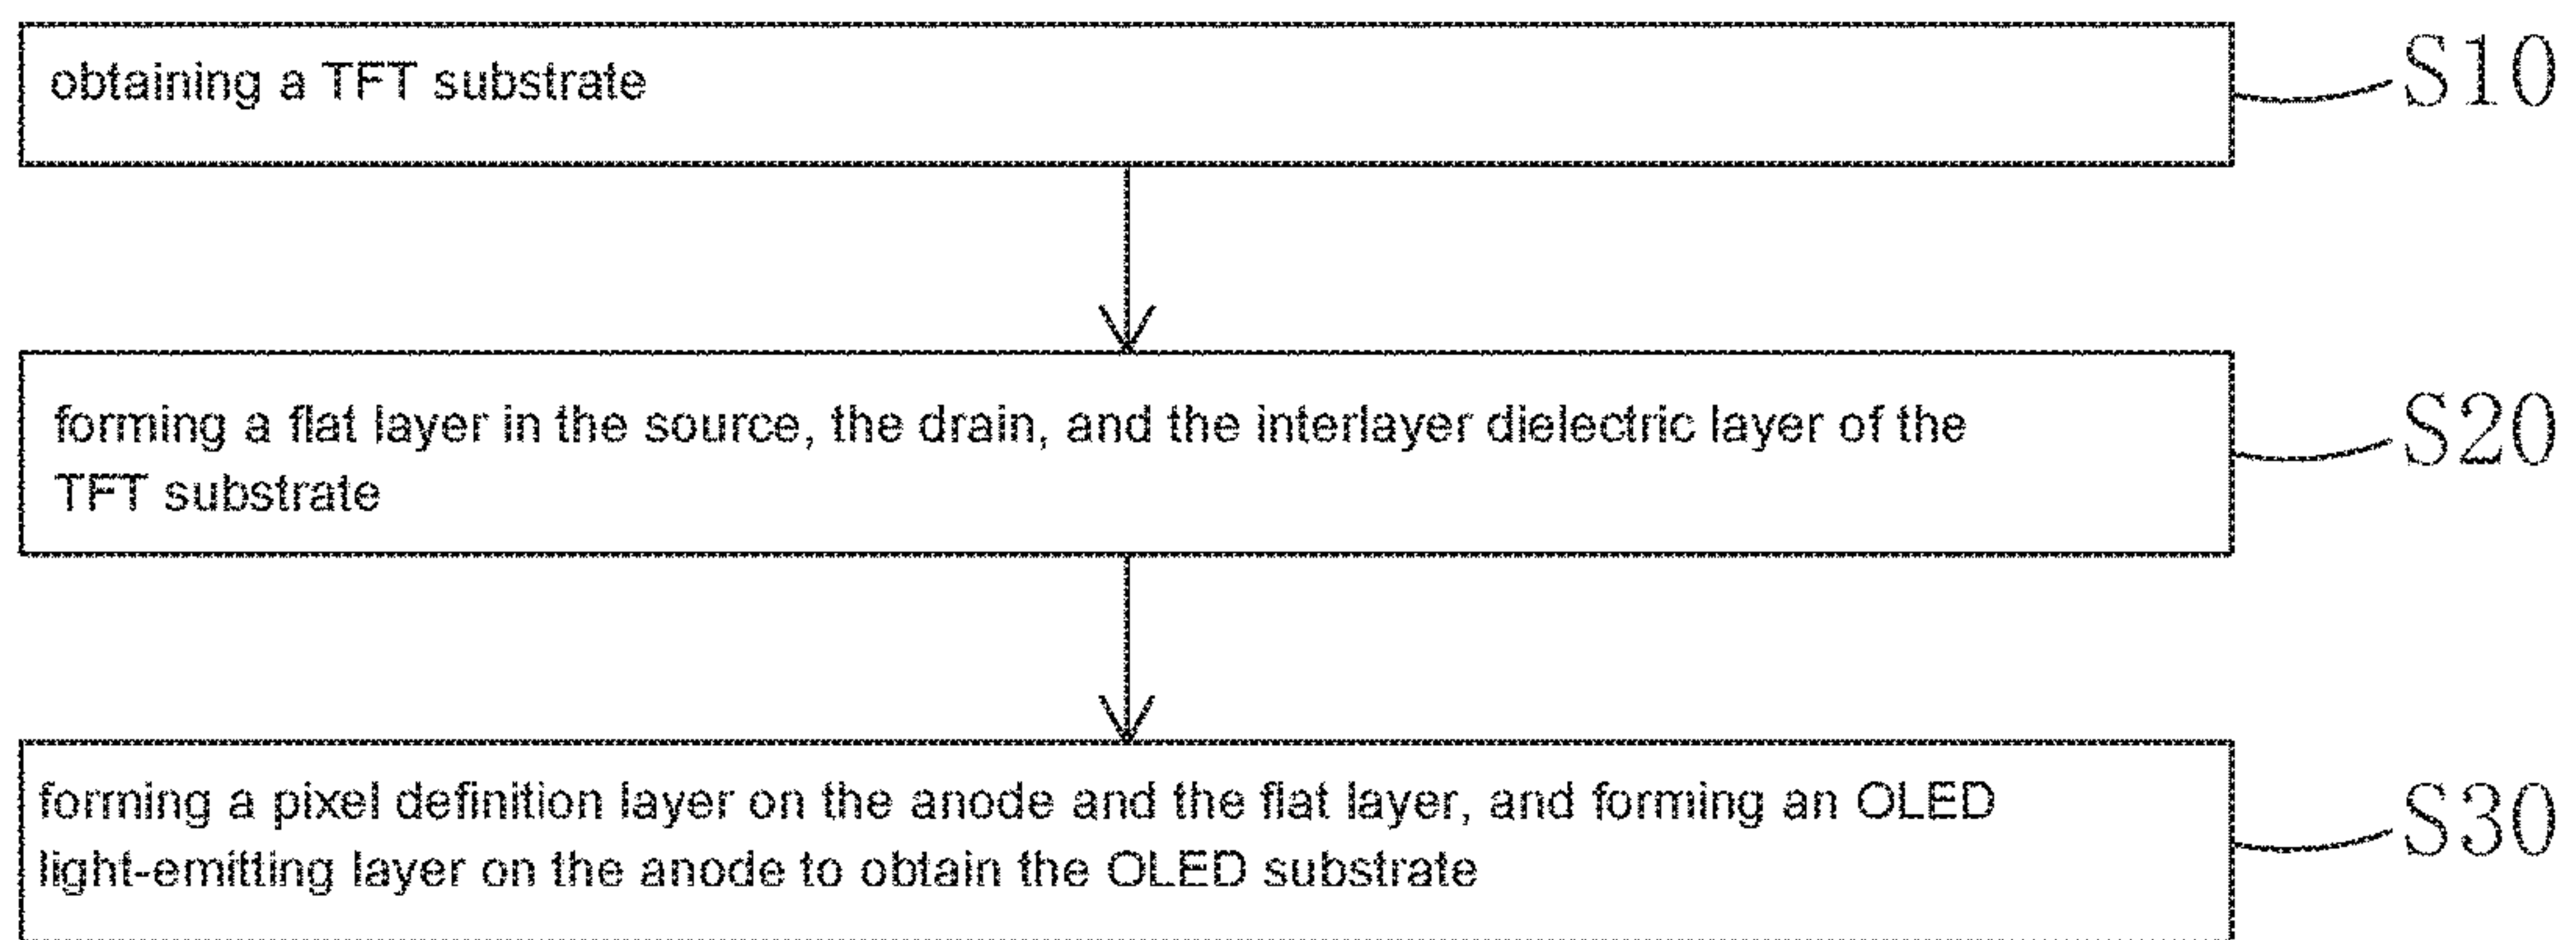 obtaining a TFT substrate
S10
forming a flat layer in the source, the drain, and the interlayer dielectric layer of the
TFT substrate
S20
forming a pixel definition layer on the anode and the flat layer, and forming an OLED
light-emitting layer on the anode to obtain the OLED substrate
S30